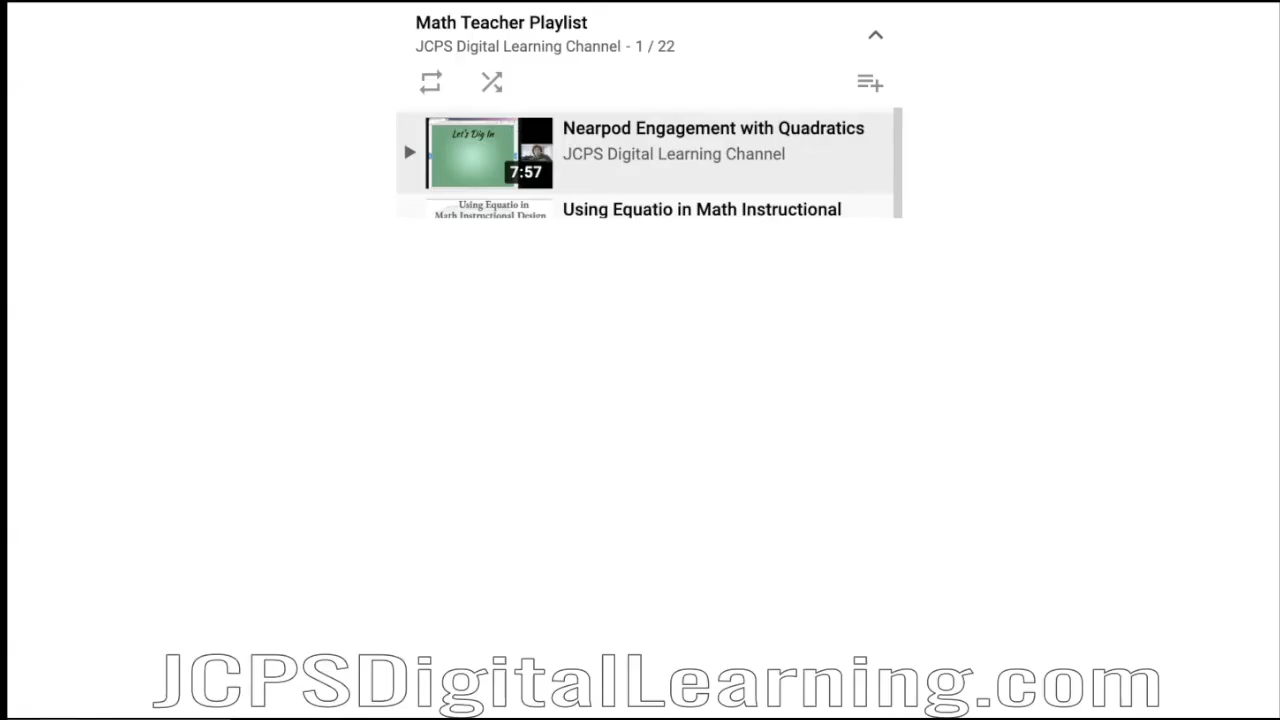 Math Teacher Playlist
JCPS Digital Learning Channel - 1 / 22
Let's Dig In
7:57
Nearpod Engagement with Quadratics
JCPS Digital Learning Channel
Using Equatio in
Math Instructional Design
Using Equatio in Math Instructional
JCPSDigitalLearning.com